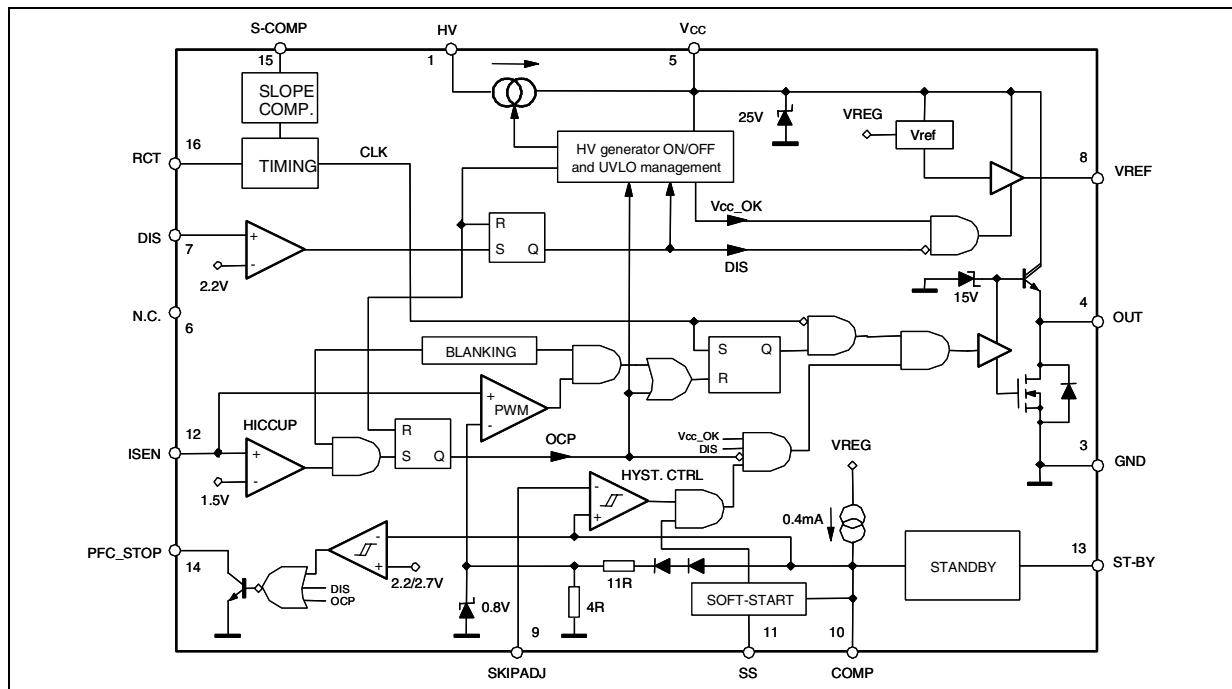 S-COMP
HV
VCC
15
1
5
SLOPE
COMP.
25V
VREG
Vref
RCT
16
TIMING
CLK
HV generator ON/OFF
and UVLO management
8
VREF
Vcc_OK
DIS
7
+
-
2.2V
R
S
Q
DIS
15V
4
OUT
N.C.
6
BLANKING
S
Q
R
+
-
PWM
12
HICCUP
ISEN
+
-
1.5V
R
S
Q
OCP
Vcc_OK
DIS
VREG
3
GND
HYST. CTRL
-
+
0.4mA
PFC_STOP
14
-
+
2.2/2.7V
DIS
OCP
11R
0.8V
4R
STANDBY
13
ST-BY
SOFT-START
9
11
10
SKIPADJ
SS
COMP